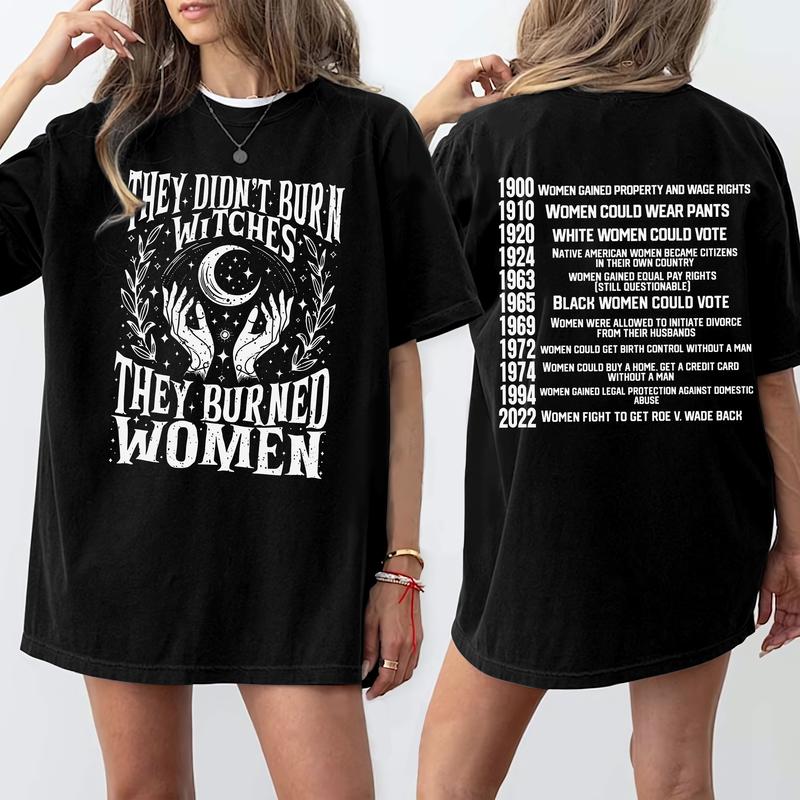 THEY DIDN'T BURN
WITCHES
THEY BURNED
WOMEN
1900 WOMEN GAINED PROPERTY AND WAGE RIGHTS
1910 WOMEN COULD WEAR PANTS
1920 WHITE WOMEN COULD VOTE
1924 NATIVE AMERICAN WOMEN BECAME CITIZENS
IN THEIR OWN COUNTRY
1963 WOMEN GAINED EQUAL PAY RIGHTS
(STILL QUESTIONABLE)
1965 BLACK WOMEN COULD VOTE
1969 WOMEN WERE ALLOWED TO INITIATE DIVORCE
FROM THEIR HUSBANDS
1972 WOMEN COULD GET BIRTH CONTROL WITHOUT A MAN
1974 WOMEN COULD BUY A HOME, GET A CREDIT CARD
WITHOUT A MAN
1994 WOMEN GAINED LEGAL PROTECTION AGAINST DOMESTIC
ABUSE
2022 WOMEN FIGHT TO GET ROE V. WADE BACK